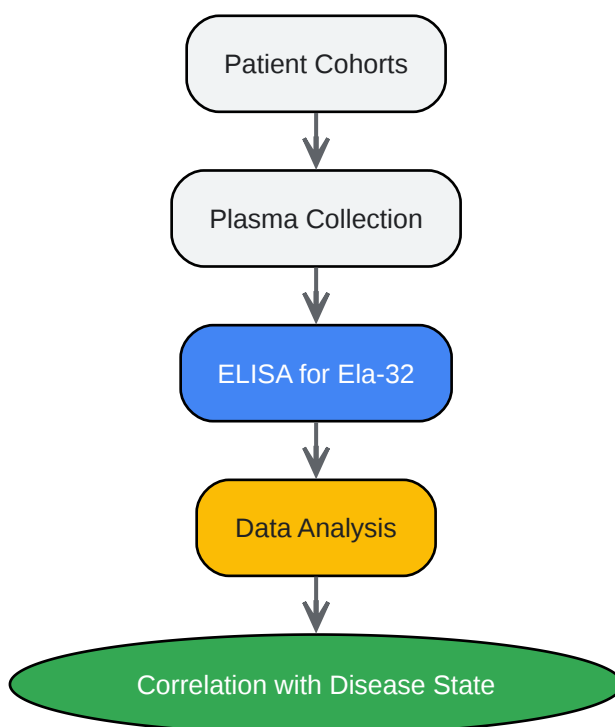 Patient Cohorts
Plasma Collection
ELISA for Ela-32
Data Analysis
Correlation with Disease State